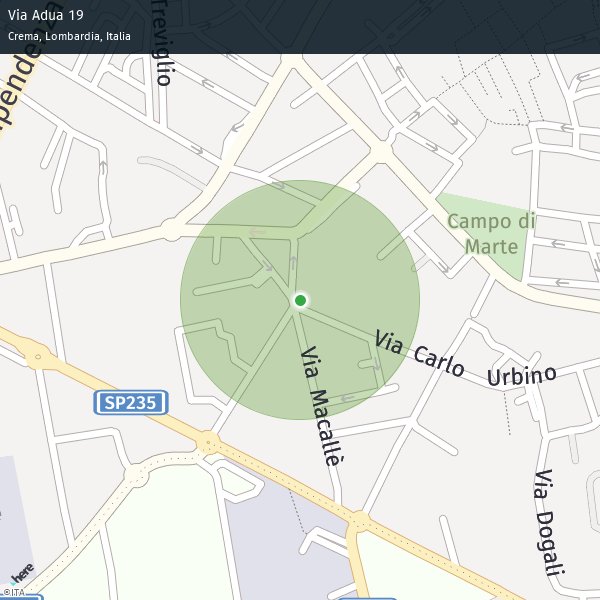 Via Adua 19
Crema, Lombardia, Italia
Treviglio
pendenza
Campo di
Marte
Via Carlo Urbino
Via Macallè
SP235
Via Dogali
here
©ITA